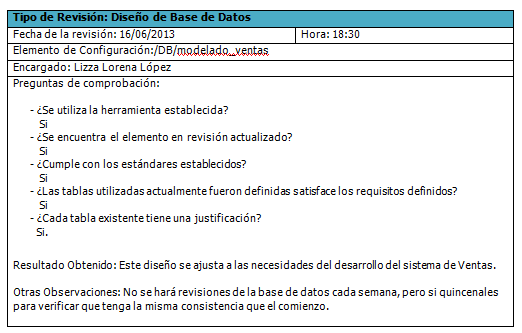 Tipo de Revisión: Diseño de Base de Datos
Fecha de la revisión: 16/06/2013 Hora: 18:30
Elemento de Configuración:/DB/modelado_ventas
Encargado: Lizza Lorena López
Preguntas de comprobación:
- ¿Se utiliza la herramienta establecida?
Si
- ¿Se encuentra el elemento en revisión actualizado?
Si
- ¿Cumple con los estándares establecidos?
Si
- ¿Las tablas utilizadas actualmente fueron definidas satisface los requisitos definidos?
Si
- ¿Cada tabla existente tiene una justificación?
Si.
Resultado Obtenido: Este diseño se ajusta a las necesidades del desarrollo del sistema de Ventas.
Otras Observaciones: No se hará revisiones de la base de datos cada semana, pero si quincenales
para verificar que tenga la misma consistencia que el comienzo.